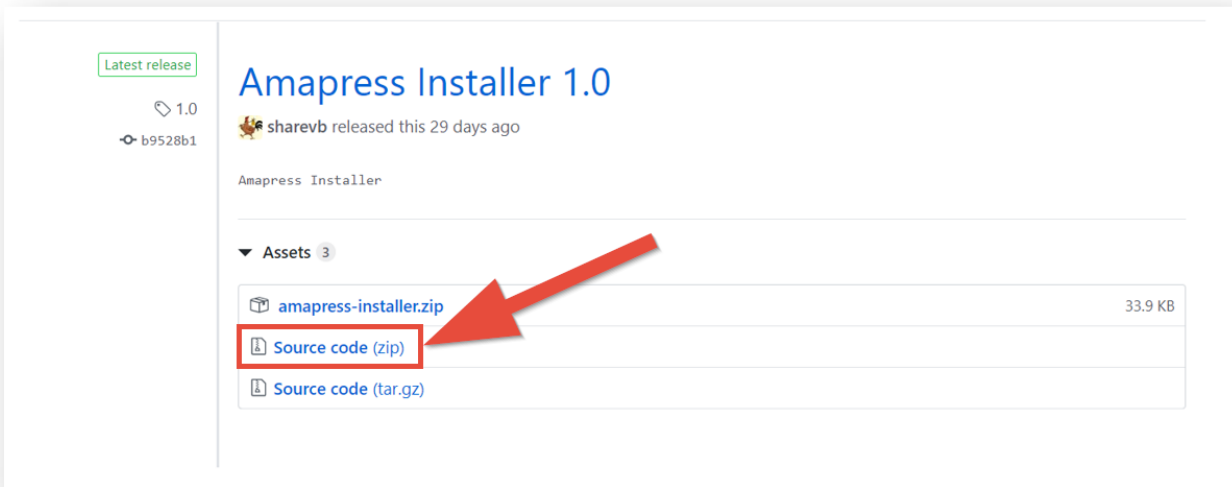 Latest release
1.0
b9528b1
Amapress Installer 1.0
sharevb released this 29 days ago
Amapress Installer
Assets 3
amapress-installer.zip 33.9 KB
Source code (zip)
Source code (tar.gz)